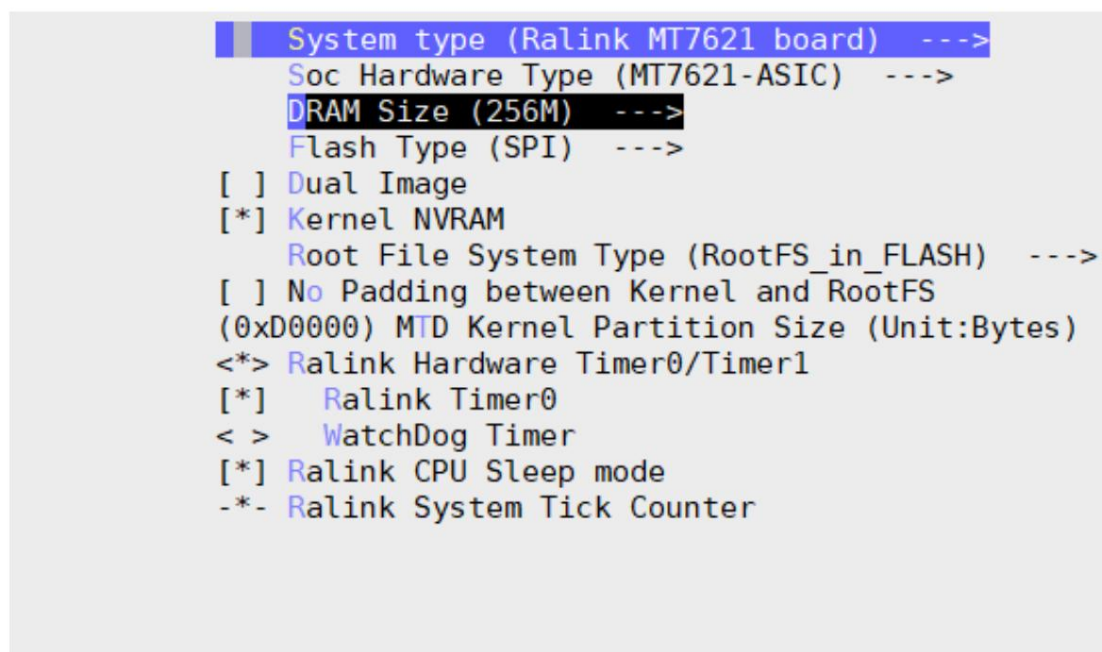 System type (Ralink MT7621 board)  --->
Soc Hardware Type (MT7621-ASIC)  --->
DRAM Size (256M)  --->
Flash Type (SPI)  --->
[ ] Dual Image
[*] Kernel NVRAM
Root File System Type (RootFS_in_FLASH)  --->
[ ] No Padding between Kernel and RootFS
(0xD0000) MTD Kernel Partition Size (Unit:Bytes)
<*> Ralink Hardware Timer0/Timer1
[*]   Ralink Timer0
< >   WatchDog Timer
[*] Ralink CPU Sleep mode
-*- Ralink System Tick Counter